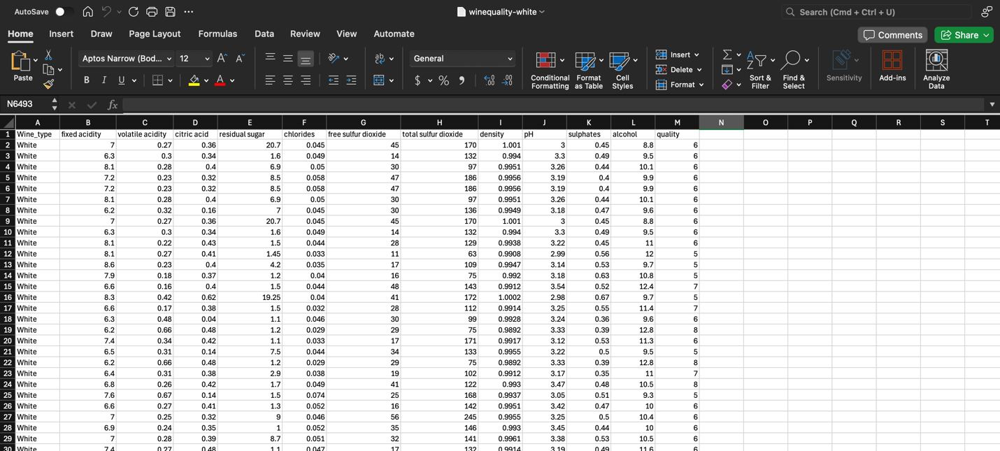 AutoSave winequality-white Search (Cmd + Ctrl + U)
Home Insert Draw Page Layout Formulas Data Review View Automate Comments Share
Paste Aptos Narrow (Bod... 12 A A General Conditional Formatting Format as Table Cell Styles Insert Delete Format Sort & Filter Find & Select Sensitivity Add-ins Analyze Data
B I U A $ % 9
N6493 fx
A B C D E F G H I J K L M N O P Q R S T
1 Wine_type fixed acidity volatile acidity citric acid residual sugar chlorides free sulfur dioxide total sulfur dioxide density pH sulphates alcohol quality
2 White 7 0.27 0.36 20.7 0.045 45 170 1.001 3 0.45 8.8 6
3 White 6.3 0.3 0.34 1.6 0.049 14 132 0.994 3.3 0.49 9.5 6
4 White 8.1 0.28 0.4 6.9 0.05 30 97 0.9951 3.26 0.44 10.1 6
5 White 7.2 0.23 0.32 8.5 0.058 47 186 0.9956 3.19 0.4 9.9 6
6 White 7.2 0.23 0.32 8.5 0.058 47 186 0.9956 3.19 0.4 9.9 6
7 White 8.1 0.28 0.4 6.9 0.05 30 97 0.9951 3.26 0.44 10.1 6
8 White 6.2 0.32 0.16 7 0.045 30 136 0.9949 3.18 0.47 9.6 6
9 White 7 0.27 0.36 20.7 0.045 45 170 1.001 3 0.45 8.8 6
10 White 6.3 0.3 0.34 1.6 0.049 14 132 0.994 3.3 0.49 9.5 6
11 White 8.1 0.22 0.43 1.5 0.044 28 129 0.9938 3.22 0.45 11 6
12 White 8.1 0.27 0.41 1.45 0.033 11 63 0.9908 2.99 0.56 12 5
13 White 8.6 0.23 0.4 4.2 0.035 17 109 0.9947 3.14 0.53 9.7 5
14 White 7.9 0.18 0.37 1.2 0.04 16 75 0.992 3.18 0.63 10.8 5
15 White 6.6 0.16 0.4 1.5 0.044 48 143 0.9912 3.54 0.52 12.4 7
16 White 8.3 0.42 0.62 19.25 0.04 41 172 1.0002 2.98 0.67 9.7 5
17 White 6.6 0.17 0.38 1.5 0.032 28 112 0.9914 3.25 0.55 11.4 7
18 White 6.3 0.48 0.04 1.1 0.046 30 99 0.9928 3.24 0.36 9.6 6
19 White 6.2 0.66 0.48 1.2 0.029 29 75 0.9892 3.33 0.39 12.8 8
20 White 7.4 0.34 0.42 1.1 0.033 17 171 0.9917 3.12 0.53 11.3 6
21 White 6.5 0.31 0.14 7.5 0.044 34 133 0.9955 3.22 0.5 9.5 5
22 White 6.2 0.66 0.48 1.2 0.029 29 75 0.9892 3.33 0.39 12.8 8
23 White 6.4 0.31 0.38 2.9 0.038 19 102 0.9912 3.17 0.35 11 7
24 White 6.8 0.26 0.42 1.7 0.049 41 122 0.993 3.47 0.48 10.5 8
25 White 7.6 0.67 0.14 1.5 0.074 25 168 0.9937 3.05 0.51 9.3 5
26 White 6.6 0.27 0.41 1.3 0.052 16 142 0.9951 3.42 0.47 10 6
27 White 7 0.25 0.32 9 0.046 56 245 0.9955 3.25 0.5 10.4 6
28 White 6.9 0.24 0.35 1 0.052 35 146 0.993 3.45 0.44 10 6
29 White 7 0.28 0.39 8.7 0.051 32 141 0.9961 3.38 0.53 10.5 6
30 White 7.4 0.27 0.48 1.1 0.047 17 132 0.9914 3.19 0.49 11.6 6